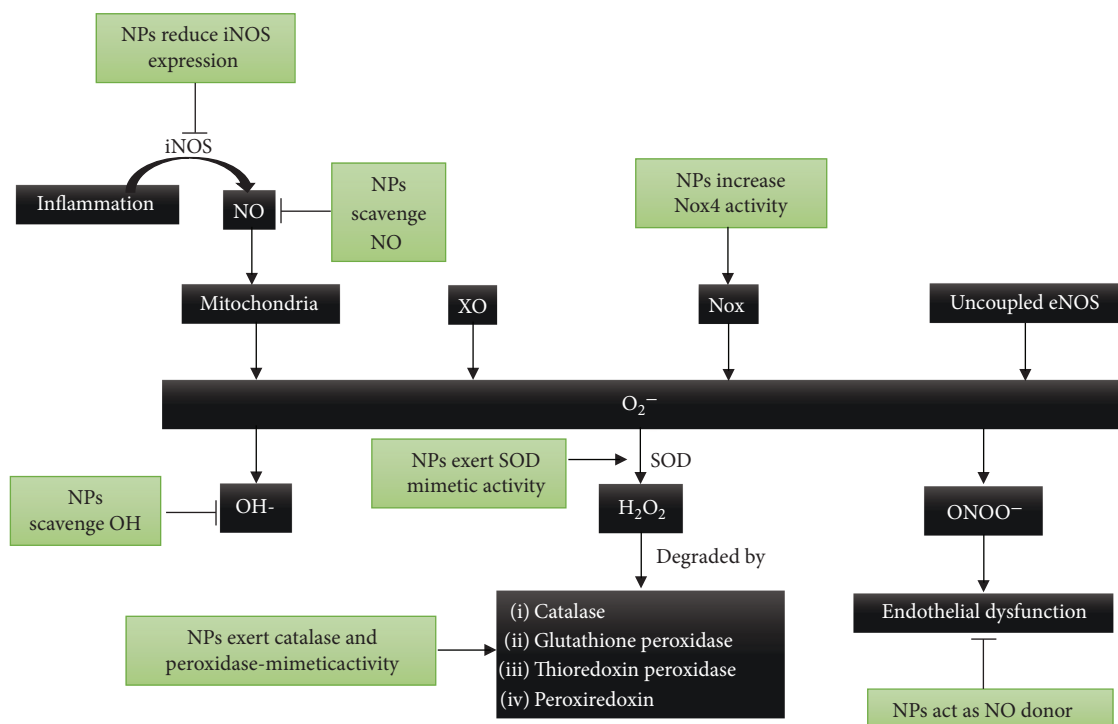 NPs reduce iNOS
expression
iNOS
Inflammation
NO
NPs
scavenge
NO
NPs increase
Nox4 activity
Mitochondria
XO
Nox
Uncoupled eNOS
O₂⁻
NPs exert SOD
mimetic activity
SOD
NPs
scavenge OH
OH-
H₂O₂
ONOO⁻
Degraded by
Endothelial dysfunction
NPs exert catalase and
peroxidase-mimeticactivity
(i) Catalase
(ii) Glutathione peroxidase
(iii) Thioredoxin peroxidase
(iv) Peroxiredoxin
NPs act as NO donor